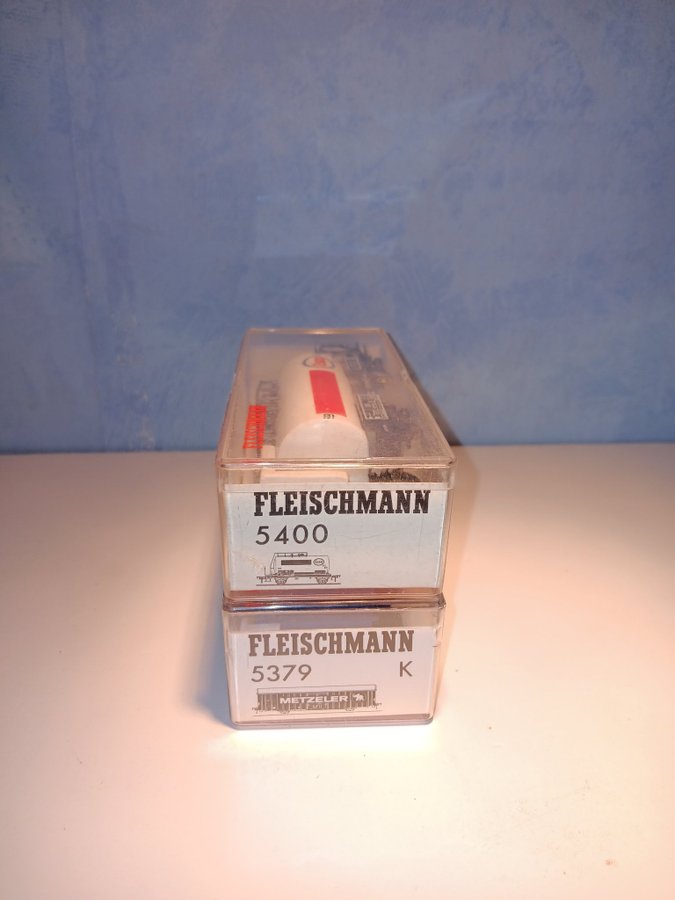 FLEISCHMANN
5400
FLEISCHMANN
5379 K
METZELER